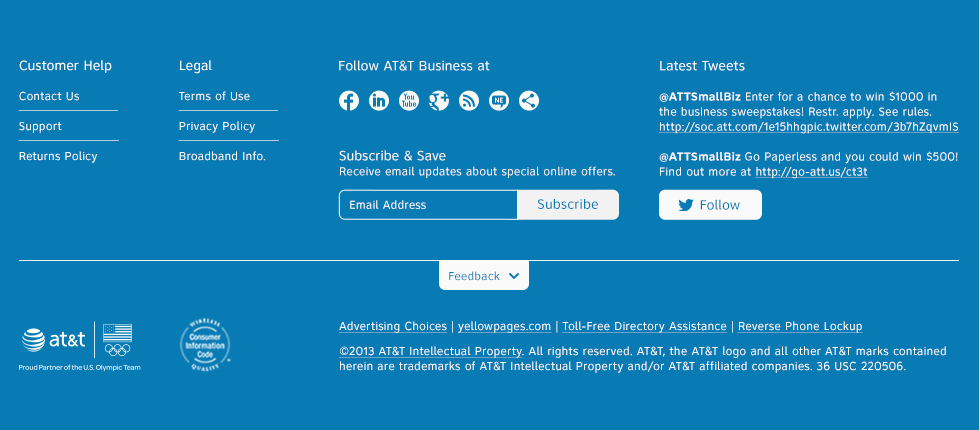 Customer Help
Contact Us
Support
Returns Policy
Legal
Terms of Use
Privacy Policy
Broadband Info.
Follow AT&T Business at
in
You
Tube
g+
NE
Subscribe & Save
Receive email updates about special online offers.
Email Address
Subscribe
Latest Tweets
@ATTSmallBiz Enter for a chance to win $1000 in
the business sweepstakes! Restr. apply. See rules.
http://soc.att.com/1e15hhgpic.twitter.com/3b7hZqvmIS
@ATTSmallBiz Go Paperless and you could win $500!
Find out more at http://go-att.us/ct3t
Follow
Feedback
at&t
Proud Partner of the U.S. Olympic Team
WIRELESS
Consumer
Information
Code
QUALITY
Advertising Choices | yellowpages.com | Toll-Free Directory Assistance | Reverse Phone Lockup
©2013 AT&T Intellectual Property. All rights reserved. AT&T, the AT&T logo and all other AT&T marks contained
herein are trademarks of AT&T Intellectual Property and/or AT&T affiliated companies. 36 USC 220506.